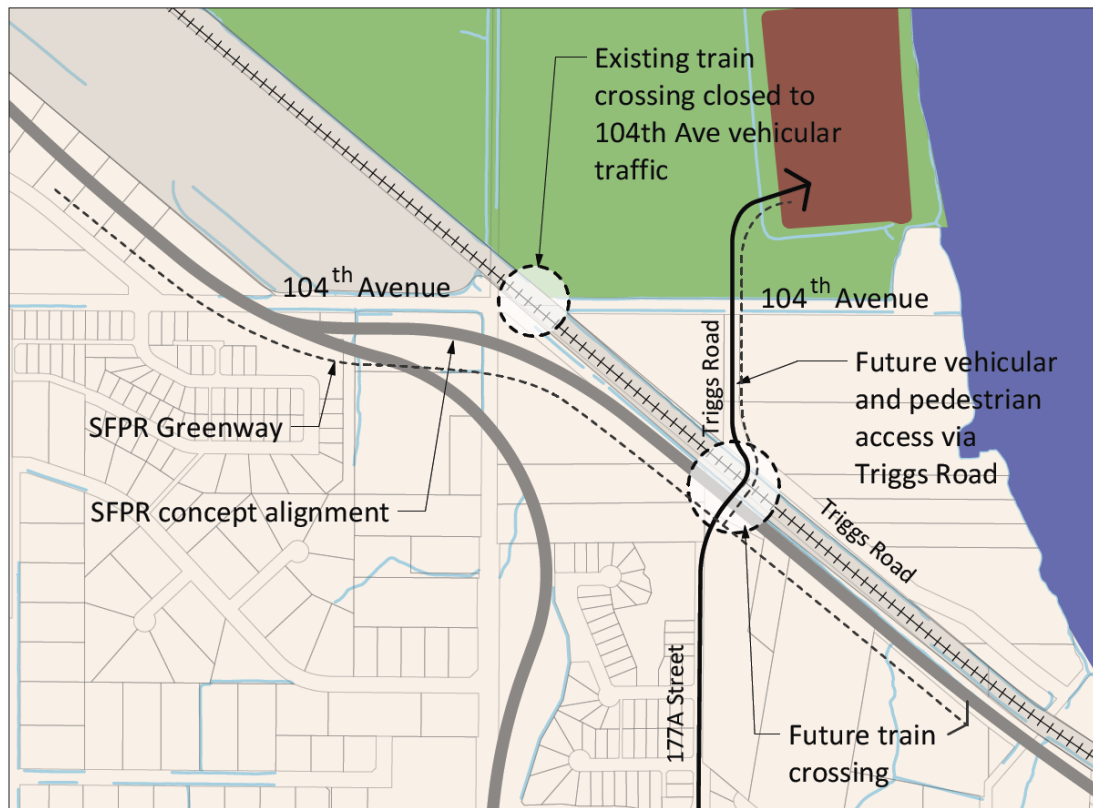 Existing train
crossing closed to
104th Ave vehicular
traffic
104th Avenue
104th Avenue
Triggs Road
Future vehicular
and pedestrian
access via
Triggs Road
SFPR Greenway
SFPR concept alignment
Triggs Road
177A Street
Future train
crossing